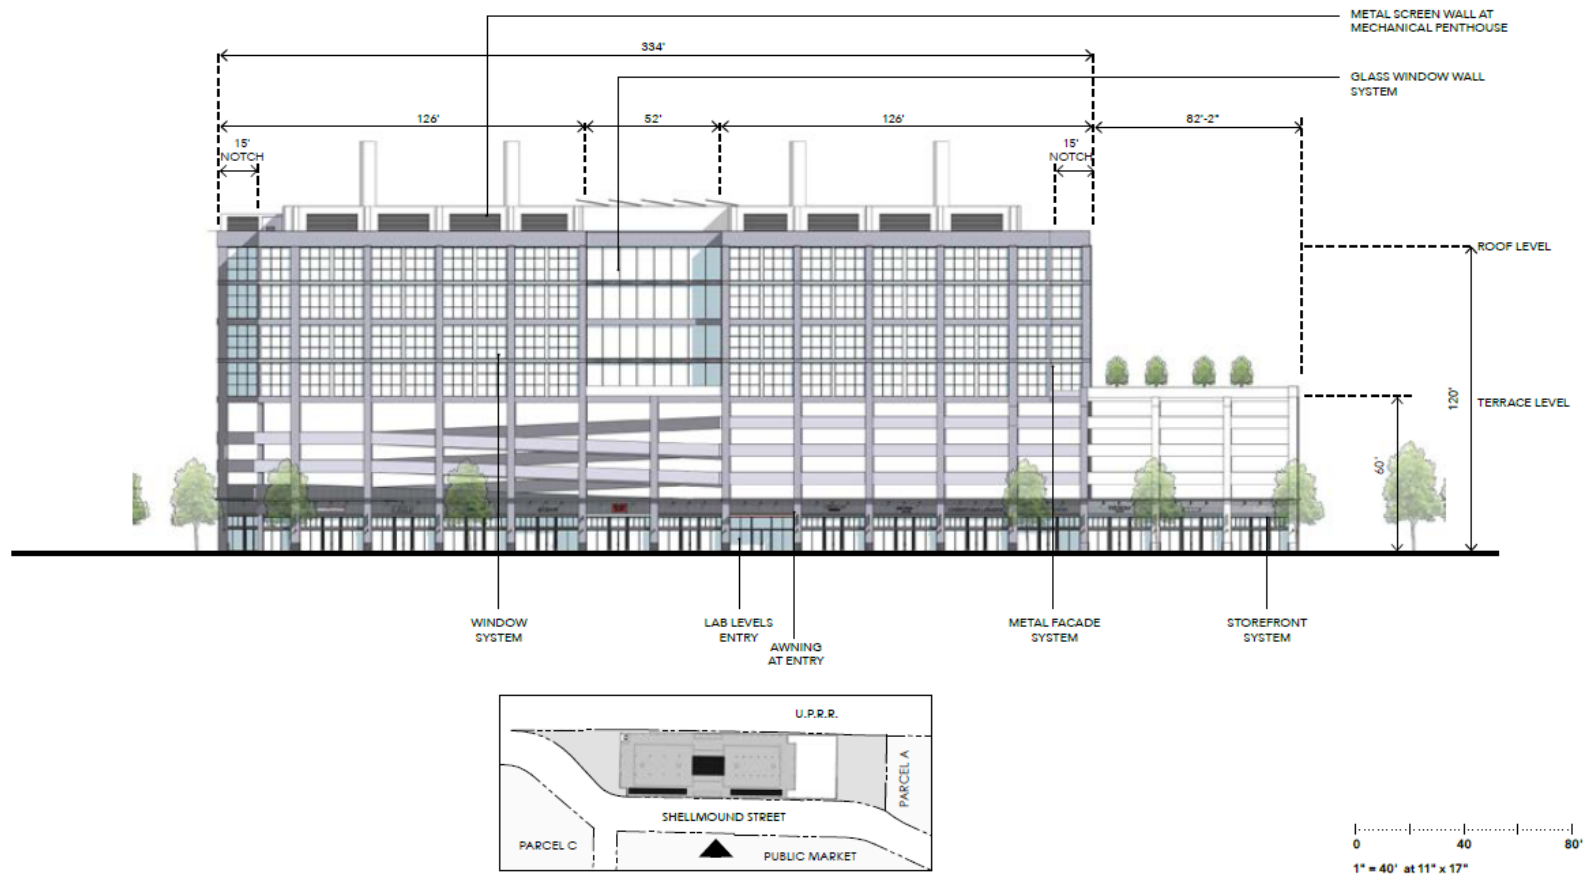 METAL SCREEN WALL AT
MECHANICAL PENTHOUSE
334'
GLASS WINDOW WALL
SYSTEM
126'
52'
126'
82'-2"
15'
NOTCH
15'
NOTCH
ROOF LEVEL
120'
TERRACE LEVEL
60'
WINDOW
SYSTEM
LAB LEVELS
ENTRY
AWNING
AT ENTRY
METAL FACADE
SYSTEM
STOREFRONT
SYSTEM
U.P.R.R.
PARCEL A
SHELLMOUND STREET
PARCEL C
PUBLIC MARKET
0 40 80'
1" = 40' at 11" x 17"